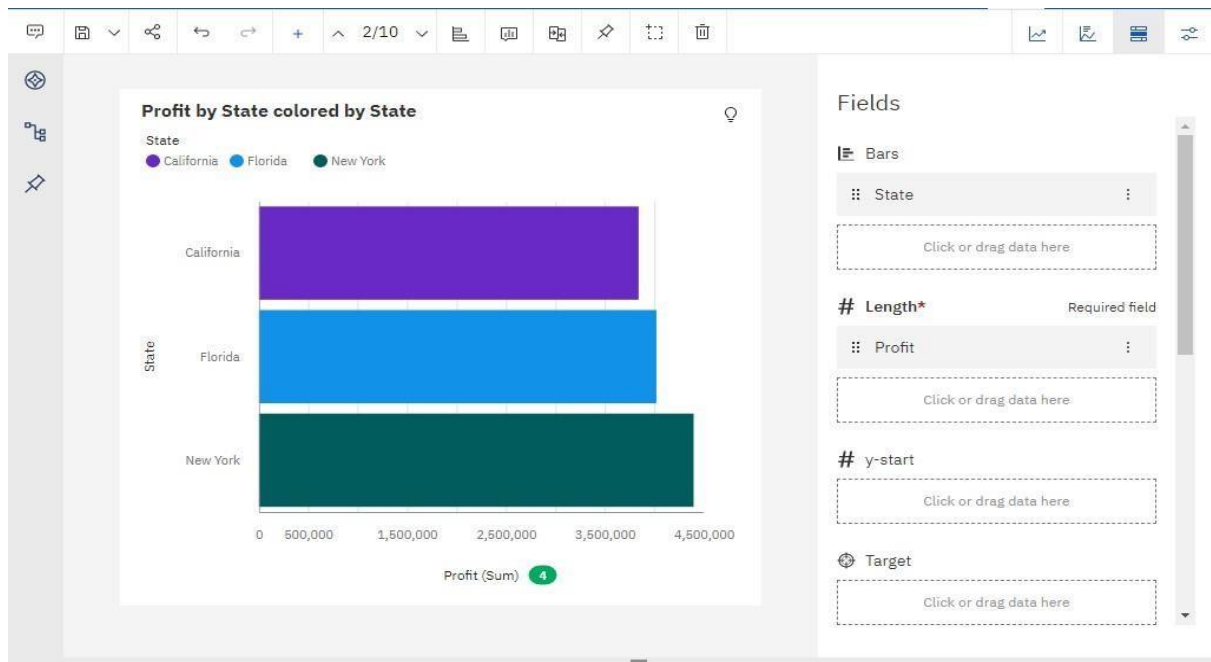 2/10
Profit by State colored by State
State
California Florida New York
California
Florida
New York
State
0 500,000 1,500,000 2,500,000 3,500,000 4,500,000
Profit (Sum) 4
Fields
Bars
State
Click or drag data here
# Length* Required field
Profit
Click or drag data here
# y-start
Click or drag data here
Target
Click or drag data here